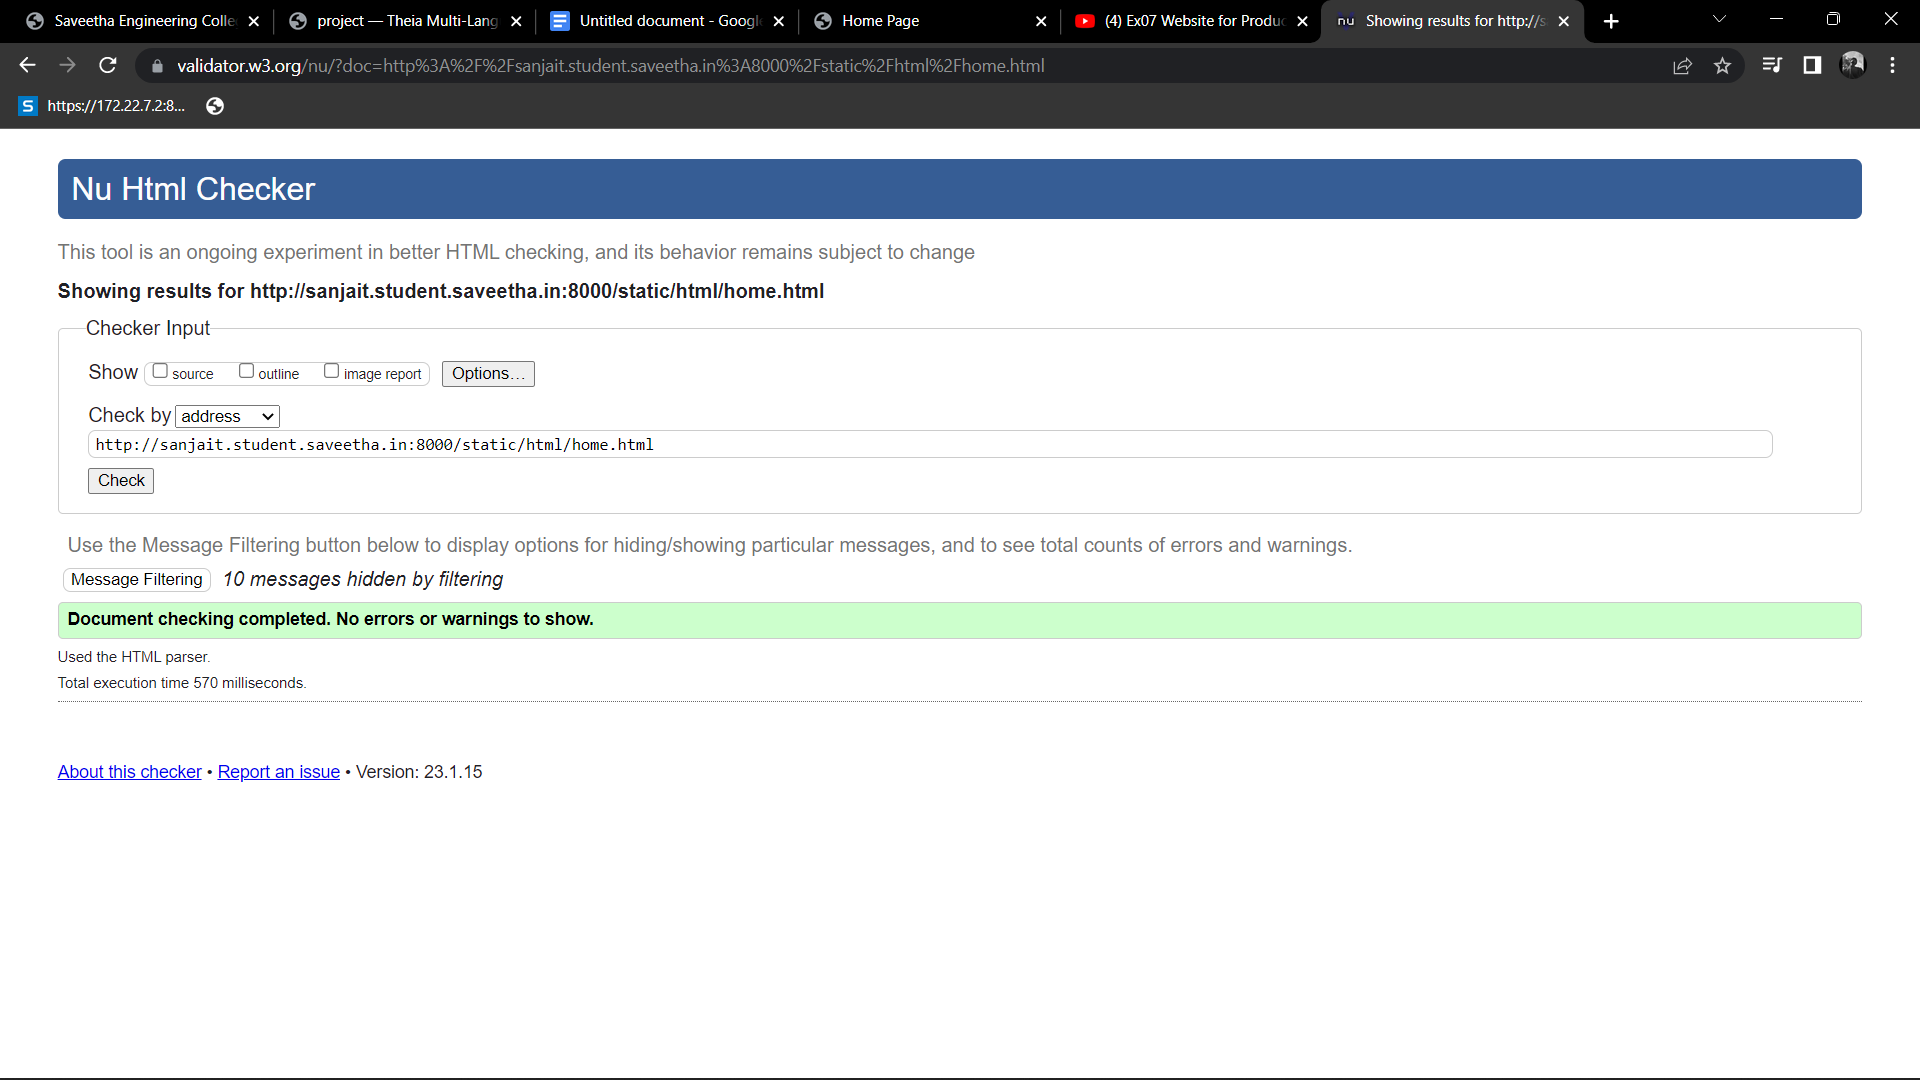 Saveetha Engineering Colle
project — Theia Multi-Lang
Untitled document - Googl
Home Page
(4) Ex07 Website for Produc
nu Showing results for http://s
validator.w3.org/nu/?doc=http%3A%2F%2Fsanjait.student.saveetha.in%3A8000%2Fstatic%2Fhtml%2Fhome.html
S https://172.22.7.2:8...
Nu Html Checker
This tool is an ongoing experiment in better HTML checking, and its behavior remains subject to change
Showing results for http://sanjait.student.saveetha.in:8000/static/html/home.html
Checker Input
Show source outline image report Options...
Check by address
http://sanjait.student.saveetha.in:8000/static/html/home.html
Check
Use the Message Filtering button below to display options for hiding/showing particular messages, and to see total counts of errors and warnings.
Message Filtering 10 messages hidden by filtering
Document checking completed. No errors or warnings to show.
Used the HTML parser.
Total execution time 570 milliseconds.
About this checker • Report an issue • Version: 23.1.15